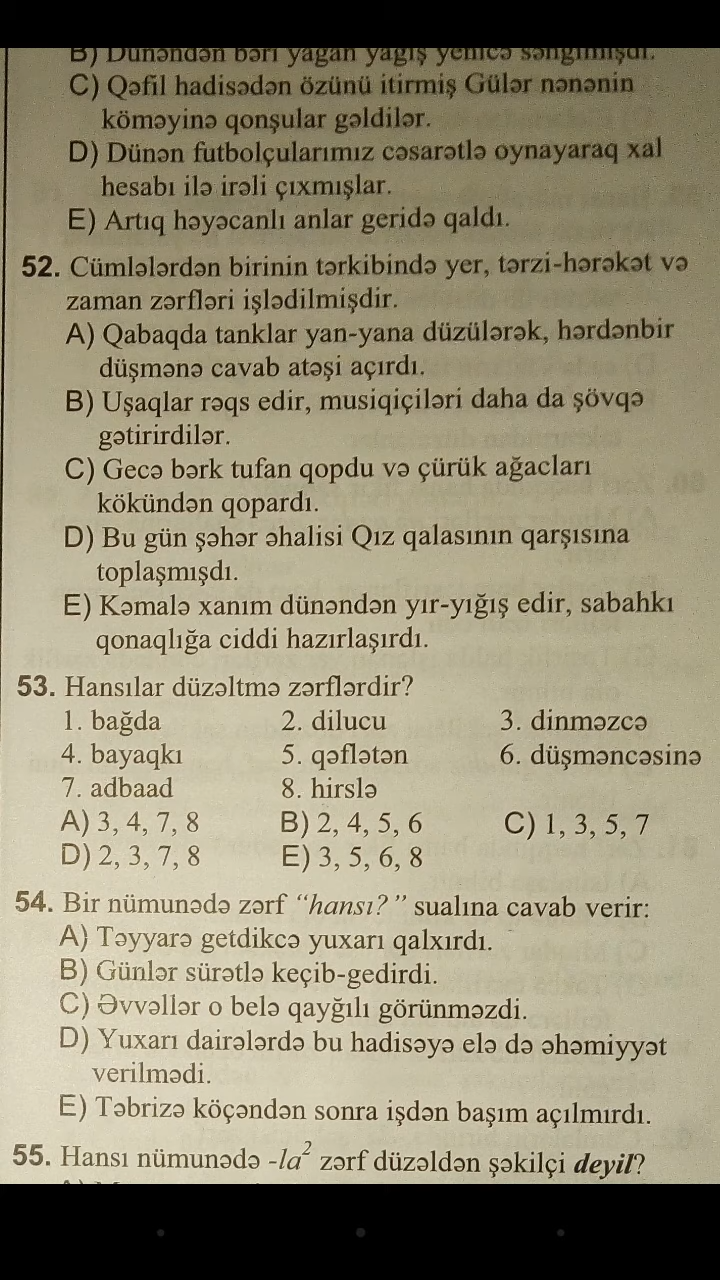 B) Dünəndən bəri yağan yağış yenicə səngimişdi.
C) Qəfil hadisədən özünü itirmiş Gülər nənənin
köməyinə qonşular gəldilər.
D) Dünən futbolçularımız cəsarətlə oynayaraq xal
hesabı ilə irəli çıxmışlar.
E) Artıq həyəcanlı anlar geridə qaldı.
52. Cümlələrdən birinin tərkibində yer, tərzi-hərəkət və
zaman zərfləri işlədilmişdir.
A) Qabaqda tanklar yan-yana düzülərək, hərdənbir
düşmənə cavab atəşi açırdı.
B) Uşaqlar rəqs edir, musiqiçiləri daha da şövqə
gətirirdilər.
C) Gecə bərk tufan qopdu və çürük ağacları
kökündən qopardı.
D) Bu gün şəhər əhalisi Qız qalasının qarşısına
toplaşmışdı.
E) Kəmalə xanım dünəndən yır-yığış edir, sabahkı
qonaqlığa ciddi hazırlaşırdı.
53. Hansılar düzəltmə zərflərdir?
1. bağda 2. dilucu 3. dinməzcə
4. bayaqkı 5. qəflətən 6. düşməncəsinə
7. adbaad 8. hirslə
A) 3, 4, 7, 8 B) 2, 4, 5, 6 C) 1, 3, 5, 7
D) 2, 3, 7, 8 E) 3, 5, 6, 8
54. Bir nümunədə zərf “hansı?” sualına cavab verir:
A) Təyyarə getdikcə yuxarı qalxırdı.
B) Günlər sürətlə keçib-gedirdi.
C) Əvvəllər o belə qayğılı görünməzdi.
D) Yuxarı dairələrdə bu hadisəyə elə də əhəmiyyət
verilmədi.
E) Təbrizə köçəndən sonra işdən başım açılmırdı.
55. Hansı nümunədə -la² zərf düzəldən şəkilçi deyil?